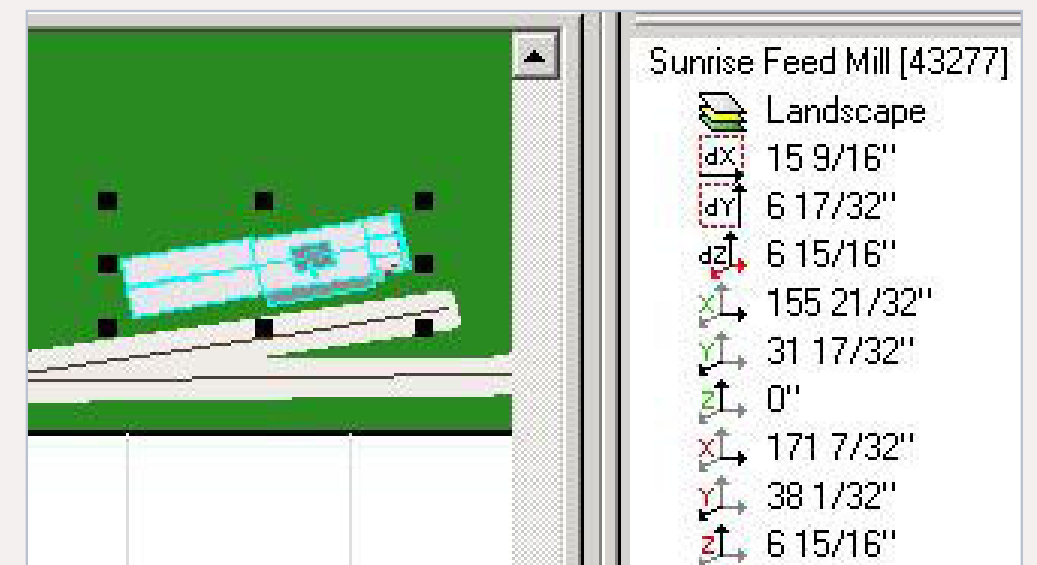 Sunrise Feed Mill [43277]
Landscape
dX 15 9/16"
dY 6 17/32"
dZ 6 15/16"
X 155 21/32"
Y 31 17/32"
Z 0"
X 171 7/32"
Y 38 1/32"
Z 6 15/16"